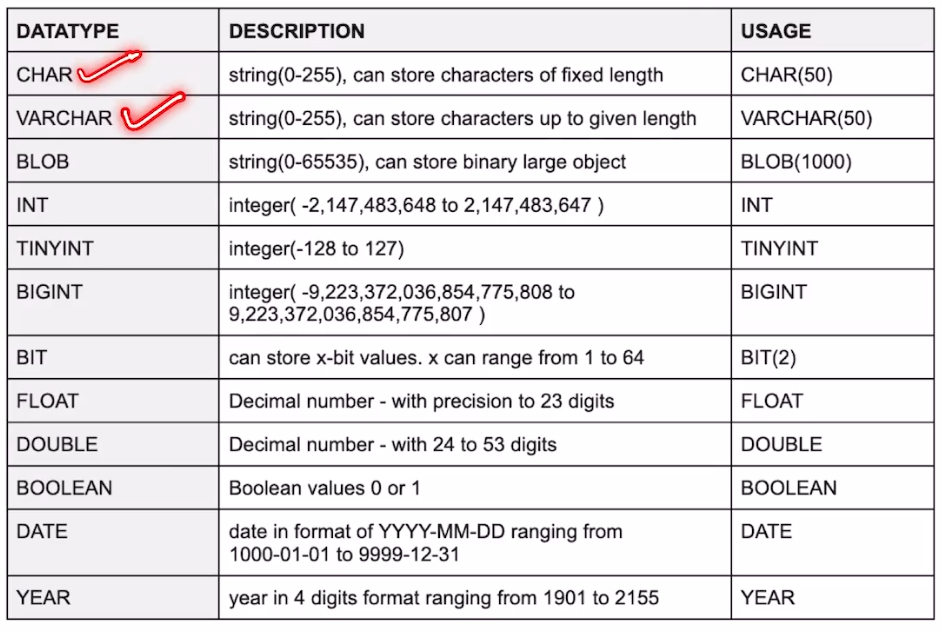 DATATYPE DESCRIPTION USAGE
CHAR string(0-255), can store characters of fixed length CHAR(50)
VARCHAR string(0-255), can store characters up to given length VARCHAR(50)
BLOB string(0-65535), can store binary large object BLOB(1000)
INT integer( -2,147,483,648 to 2,147,483,647 ) INT
TINYINT integer(-128 to 127) TINYINT
BIGINT integer( -9,223,372,036,854,775,808 to BIGINT
9,223,372,036,854,775,807 )
BIT can store x-bit values. x can range from 1 to 64 BIT(2)
FLOAT Decimal number - with precision to 23 digits FLOAT
DOUBLE Decimal number - with 24 to 53 digits DOUBLE
BOOLEAN Boolean values 0 or 1 BOOLEAN
DATE date in format of YYYY-MM-DD ranging from DATE
1000-01-01 to 9999-12-31
YEAR year in 4 digits format ranging from 1901 to 2155 YEAR